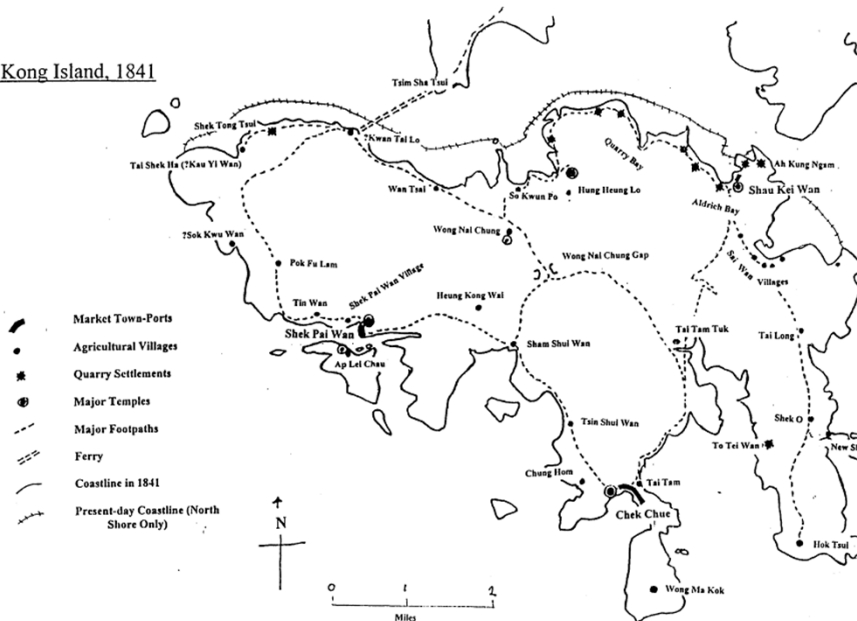 Kong Island, 1841
Tsim Sha Tsui
Shek Tong Tsui
?Kwan Tai Lo
Tai Shek Ha (?Kau Yi Wan)
Quarry Bay
Ah Kung Ngam
Wan Tsai
So Kwun Po
Hung Heung Lo
Shau Kei Wan
Aldrich Bay
?Sok Kwu Wan
Wong Nai Chung
Wong Nai Chung Gap
Sai Wan
Villages
Pok Fu Lam
Shek Pai Wan Village
Tin Wan
Heung Kong Wai
Shek Pai Wan
Tai Tam Tuk
Tai Long
Sham Shui Wan
Ap Lei Chau
Tsin Shui Wan
Shek O
To Tei Wan
New Sh
Chung Hom
Tai Tam
Chek Chue
Hok Tsui
Wong Ma Kok
Market Town-Ports
Agricultural Villages
Quarry Settlements
Major Temples
Major Footpaths
Ferry
Coastline in 1841
Present-day Coastline (North
Shore Only)
N
0 1 2
Miles